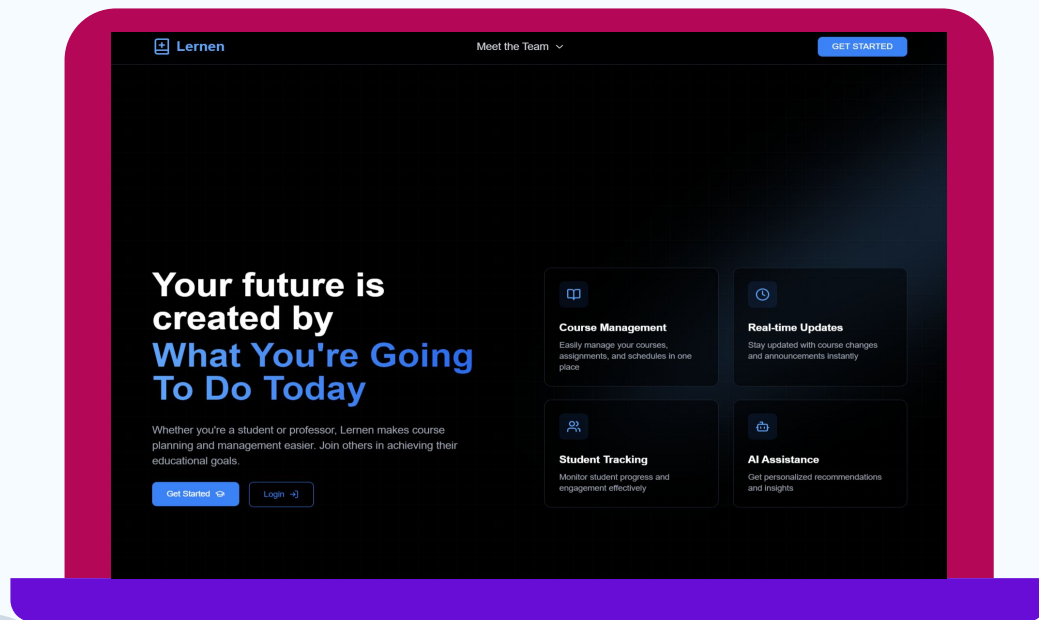 Lernen
Meet the Team
GET STARTED
Your future is
created by
What You're Going
To Do Today
Whether you're a student or professor, Lernen makes course
planning and management easier. Join others in achieving their
educational goals.
Get Started
Login
Course Management
Easily manage your courses,
assignments, and schedules in one
place
Real-time Updates
Stay updated with course changes
and announcements instantly
Student Tracking
Monitor student progress and
engagement effectively
AI Assistance
Get personalized recommendations
and insights